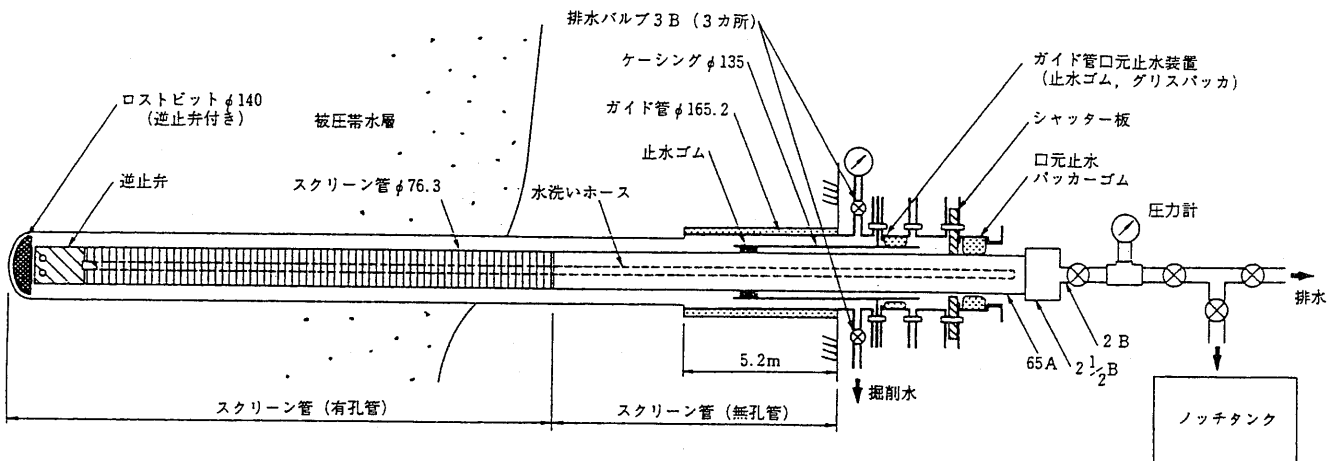 排水バルブ3B(3カ所)
ケーシングφ135
ガイド管口元止水装置
(止水ゴム,グリスパッカ)
ロストビットφ140
(逆止弁付き)
被圧帯水層
ガイド管φ165.2
シャッター板
止水ゴム
口元止水
パッカーゴム
逆止弁
スクリーン管φ76.3
水洗いホース
圧力計
排水
2B
5.2m
65A
2 1/2B
掘削水
スクリーン管(有孔管)
スクリーン管(無孔管)
ノッチタンク